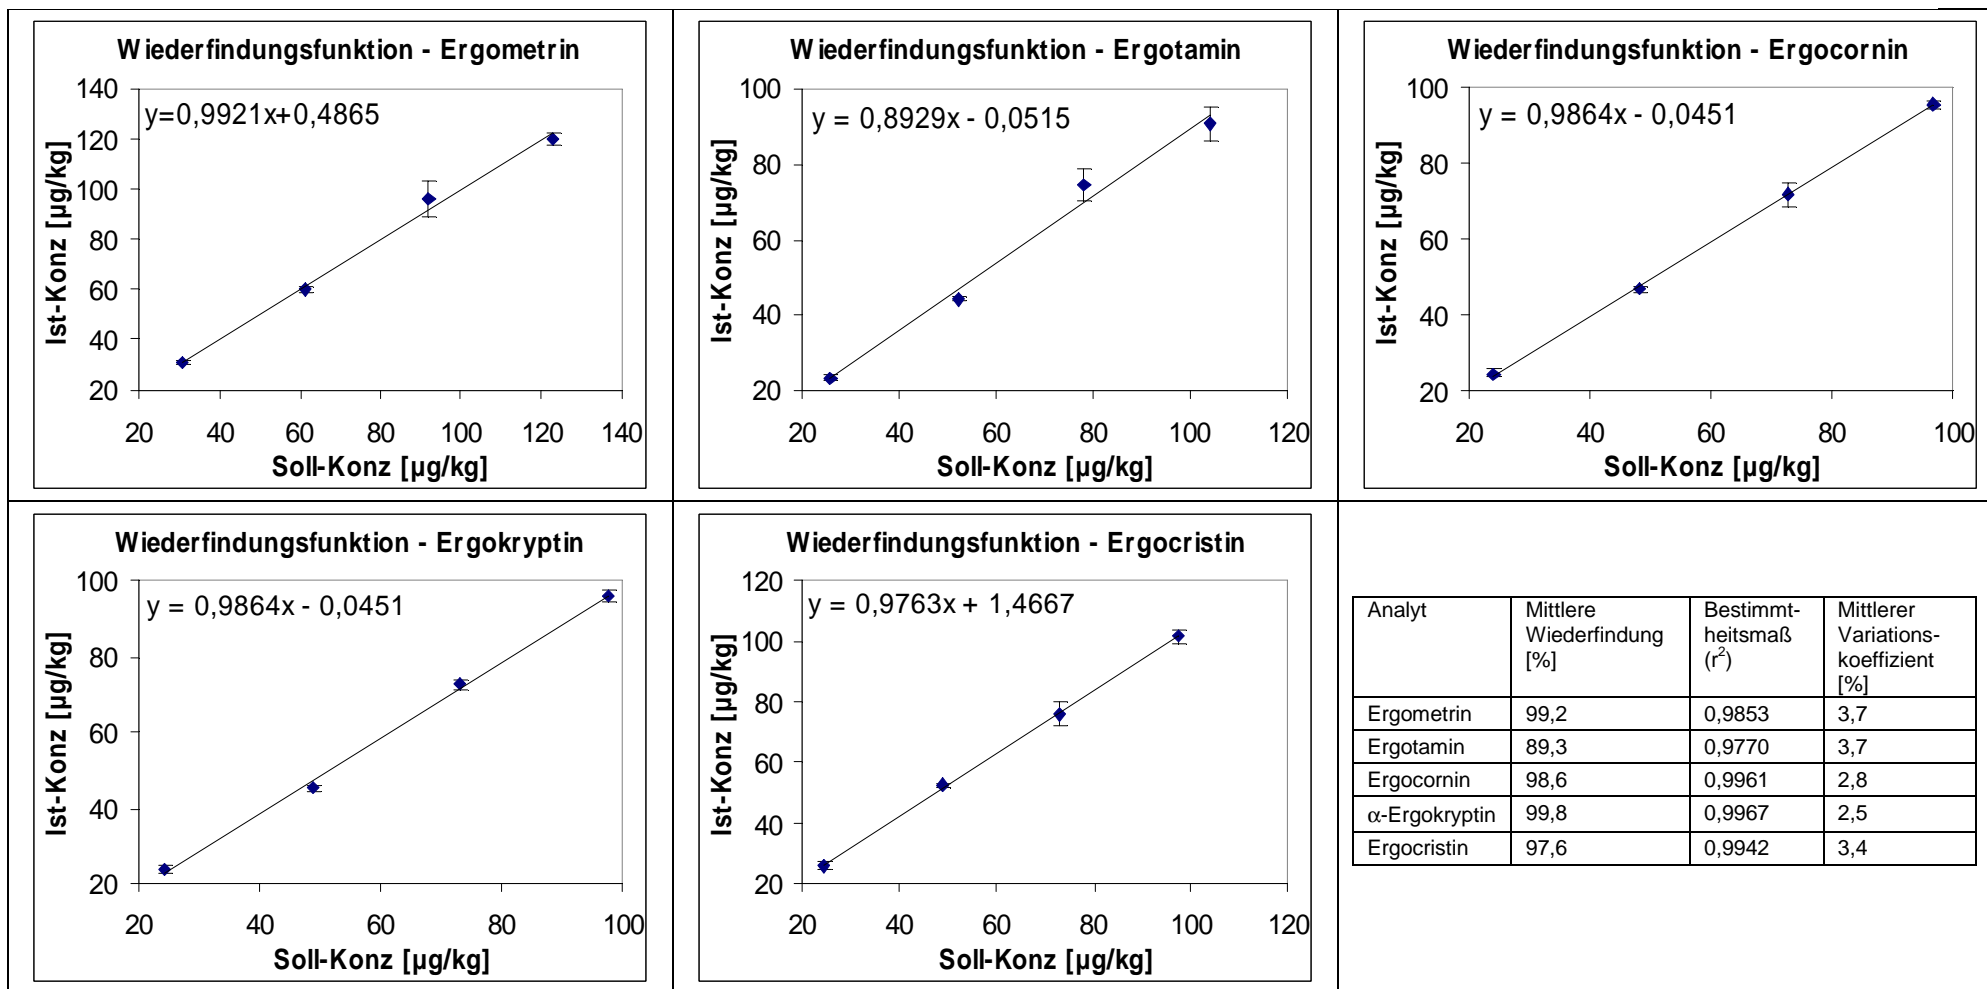 Wiederfindungsfunktion - Ergometrin
140
120
100
80
60
40
20
y=0,9921x+0,4865
Ist-Konz [µg/kg]
20 40 60 80 100 120 140
Soll-Konz [µg/kg]
Wiederfindungsfunktion - Ergotamin
100
80
60
40
20
y = 0,8929x - 0,0515
Ist-Konz [µg/kg]
20 40 60 80 100 120
Soll-Konz [µg/kg]
Wiederfindungsfunktion - Ergocornin
100
80
60
40
20
y = 0,9864x - 0,0451
Ist-Konz [µg/kg]
20 40 60 80 100
Soll-Konz [µg/kg]
Wiederfindungsfunktion - Ergokryptin
100
80
60
40
20
y = 0,9864x - 0,0451
Ist-Konz [µg/kg]
20 40 60 80 100
Soll-Konz [µg/kg]
Wiederfindungsfunktion - Ergocristin
120
100
80
60
40
20
y = 0,9763x + 1,4667
Ist-Konz [µg/kg]
20 40 60 80 100 120
Soll-Konz [µg/kg]
Analyt
Mittlere
Wiederfindung
[%]
Bestimmt-
heitsmaß
(r²)
Mittlerer
Variations-
koeffizient
[%]
Ergometrin 99,2 0,9853 3,7
Ergotamin 89,3 0,9770 3,7
Ergocornin 98,6 0,9961 2,8
α-Ergokryptin 99,8 0,9967 2,5
Ergocristin 97,6 0,9942 3,4